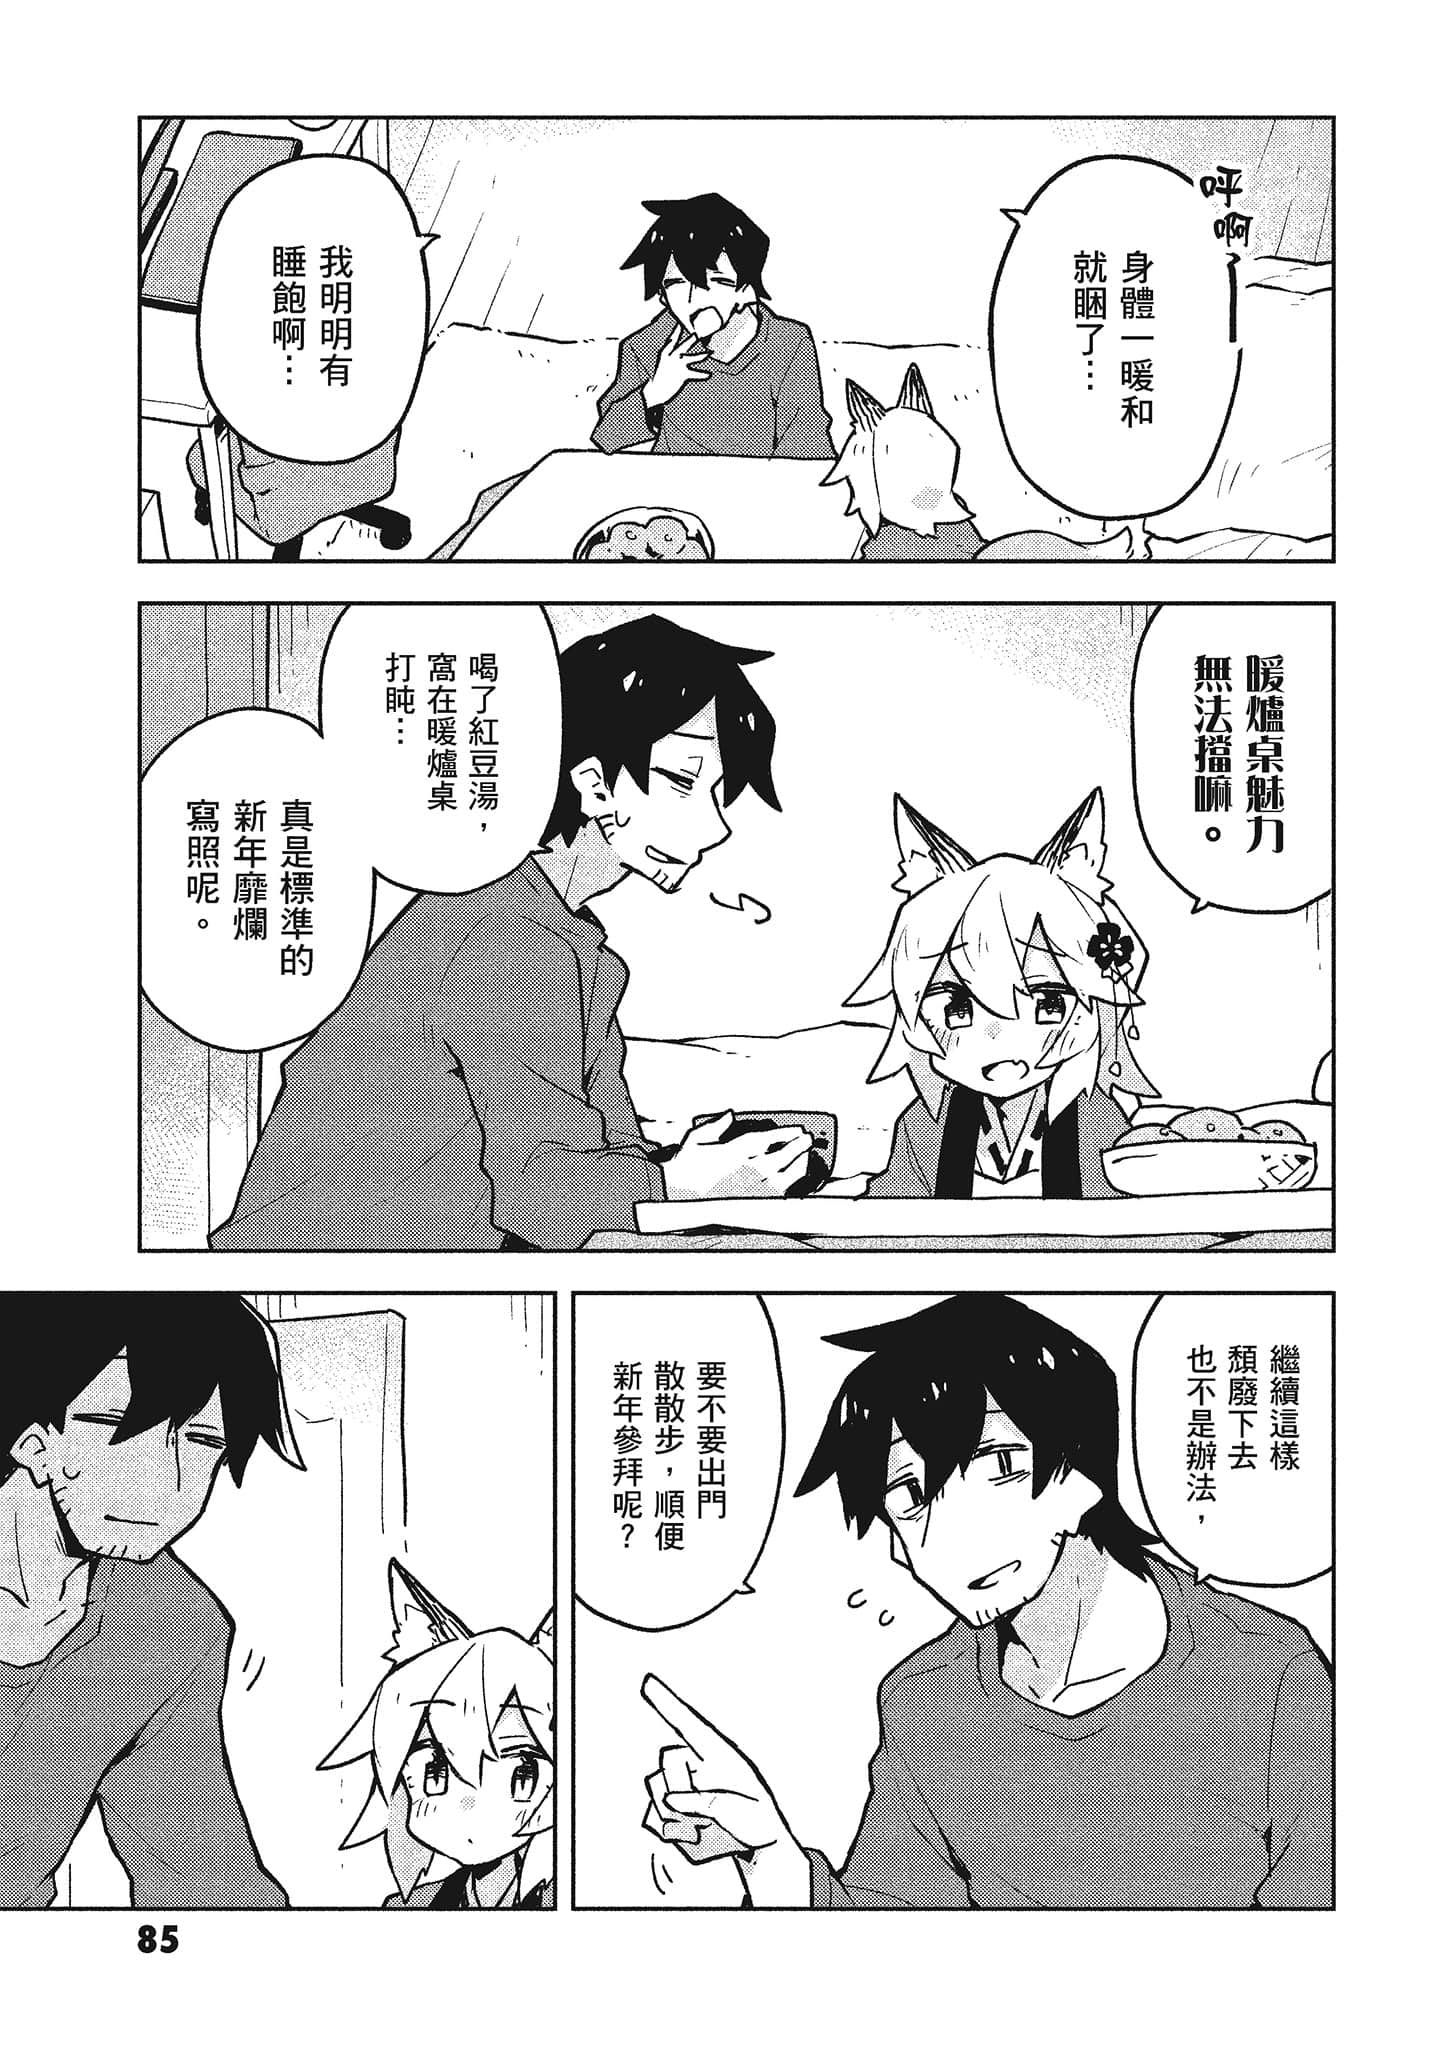 呼啊～
身體一暖和
就睏了…
我明明有
睡飽啊…
暖爐桌魅力
無法擋嘛。
喝了紅豆湯，
窩在暖爐桌
打盹…
真是標準的
新年靡爛
寫照呢。
繼續這樣
頹廢下去
也不是辦法，
要不要出門
散散步，順便
新年參拜呢？
85